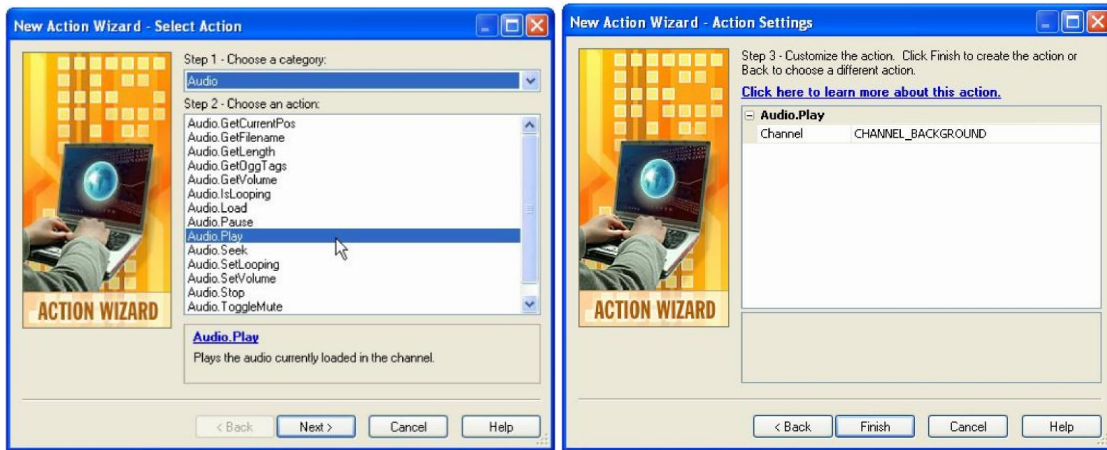 New Action Wizard - Select Action
Step 1 - Choose a category:
Audio
Step 2 - Choose an action:
Audio.GetCurrentPos
Audio.GetFilename
Audio.GetLength
Audio.GetOggTags
Audio.GetVolume
Audio.IsLooping
Audio.Load
Audio.Pause
Audio.Play
Audio.Seek
Audio.SetLooping
Audio.SetVolume
Audio.Stop
Audio.ToggleMute
ACTION WIZARD
Audio.Play
Plays the audio currently loaded in the channel.
< Back
Next >
Cancel
Help
New Action Wizard - Action Settings
Step 3 - Customize the action. Click Finish to create the action or
Back to choose a different action.
Click here to learn more about this action.
Audio.Play
Channel CHANNEL_BACKGROUND
ACTION WIZARD
< Back
Finish
Cancel
Help